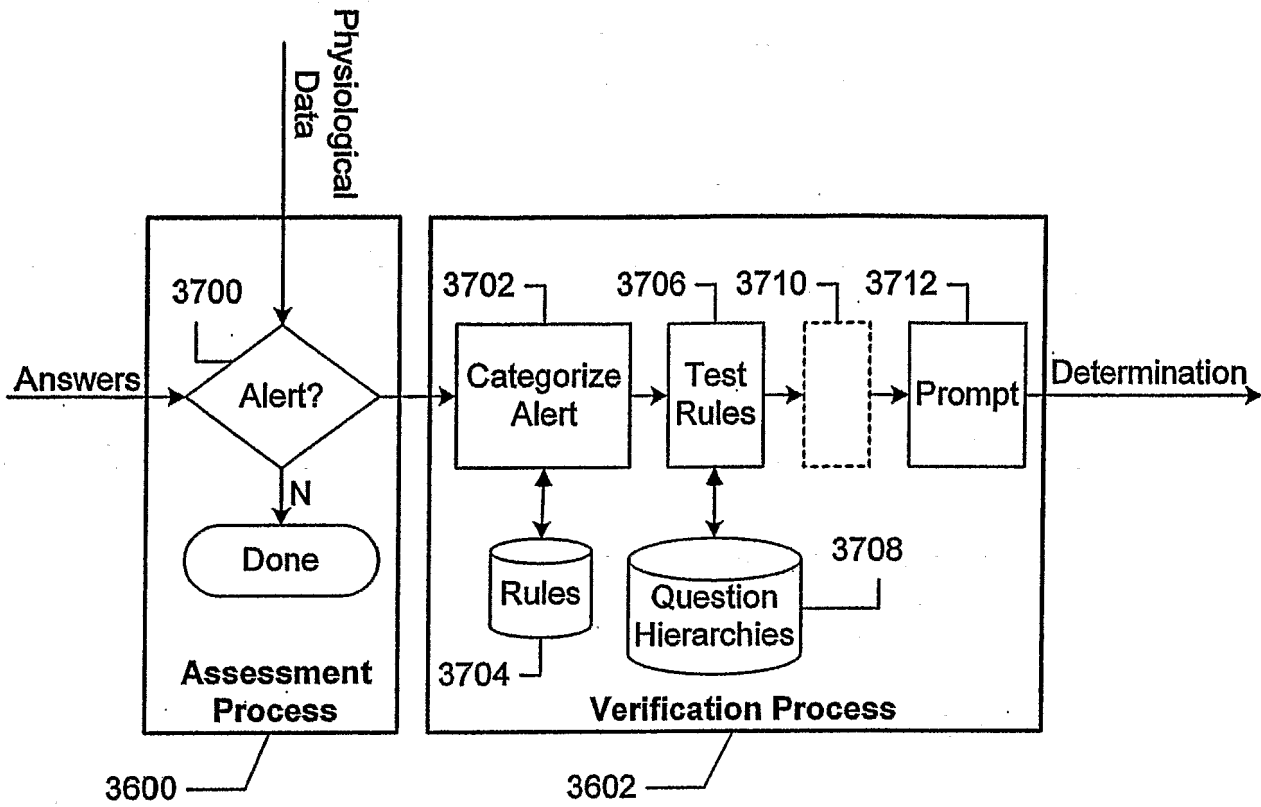 Physiological
Data
3700
3702
3706
3710
3712
Answers
Alert?
Categorize
Alert
Test
Rules
Prompt
Determination
N
Done
Rules
Question
Hierarchies
3708
3704
Assessment
Process
Verification Process
3600
3602